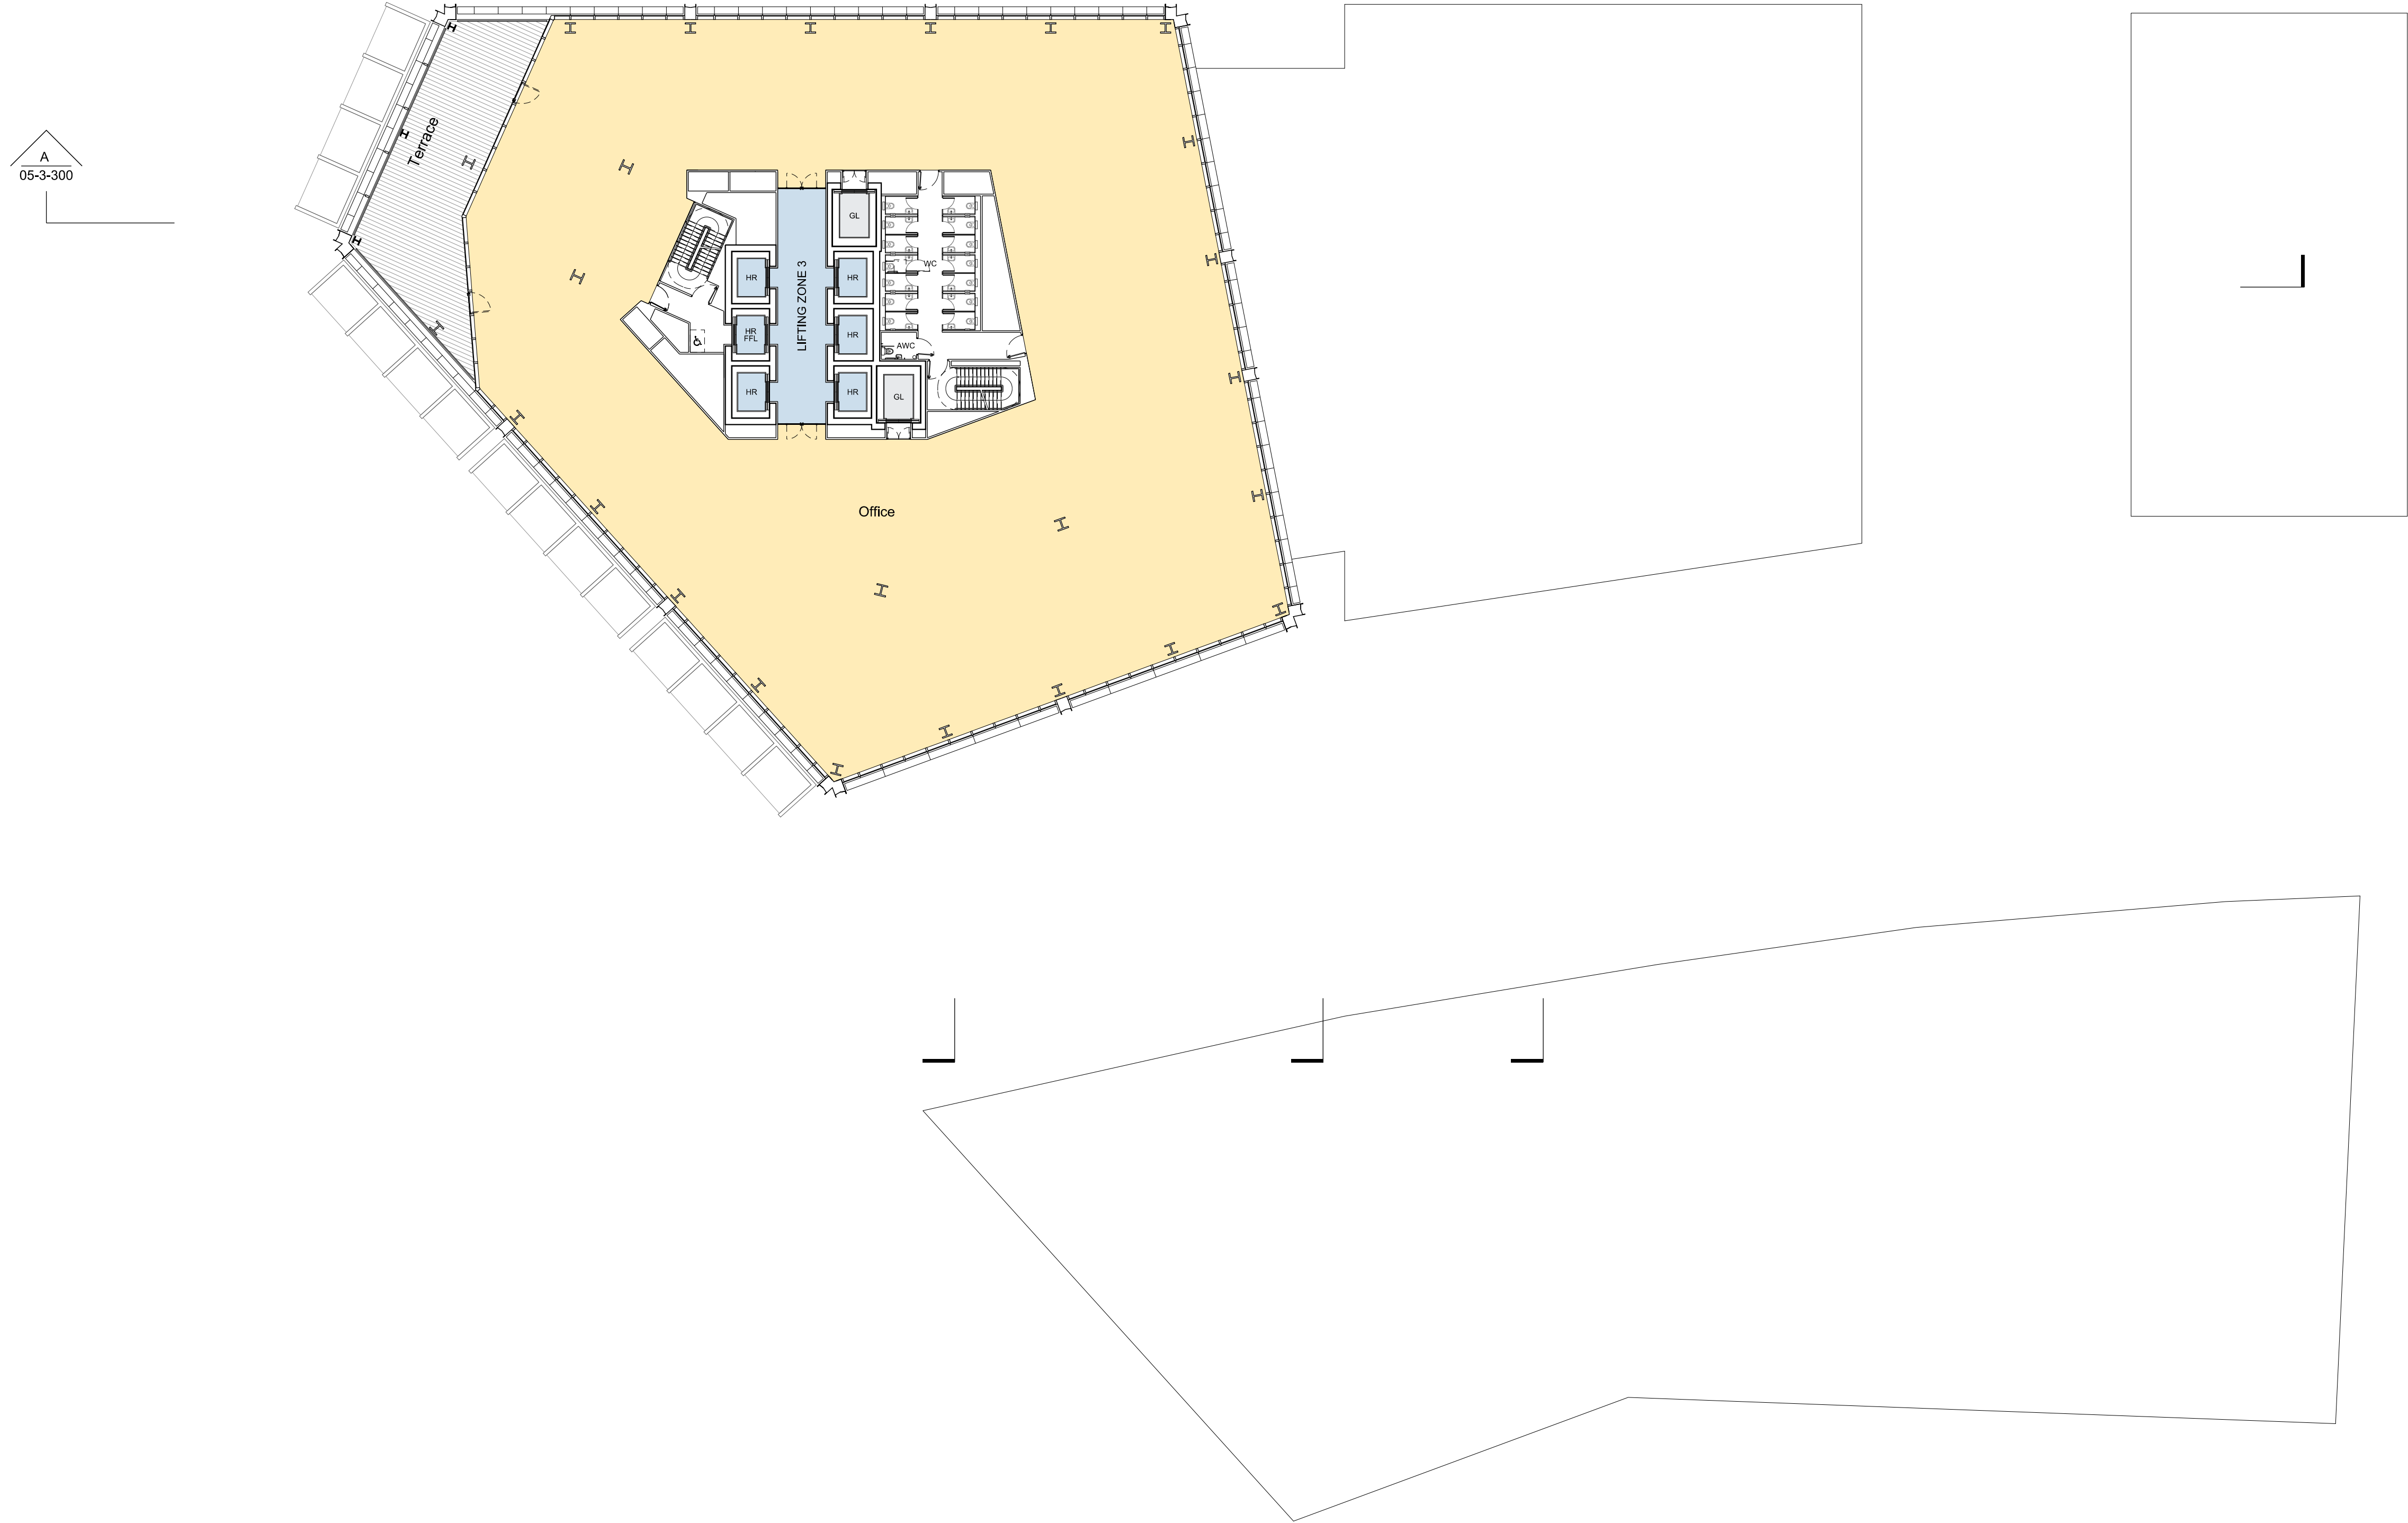 A
05-3-300
Terrace
GL
HR
HR
LIFTING ZONE 3
WC
HR
FFL
HR
AWC
HR
HR
GL
Office